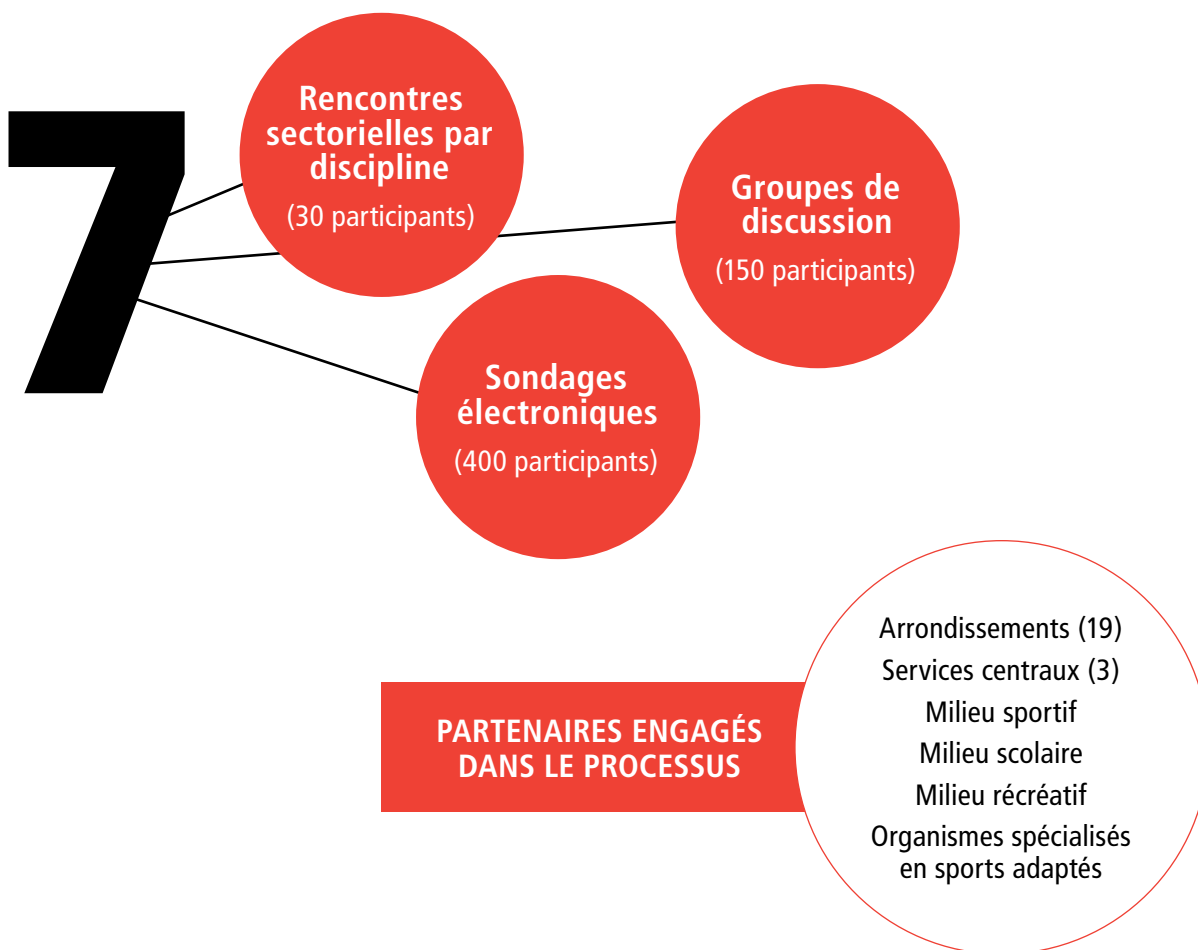 7
Rencontres
sectorielles par
discipline
(30 participants)
Groupes de
discussion
(150 participants)
Sondages
électroniques
(400 participants)
PARTENAIRES ENGAGÉS
DANS LE PROCESSUS
Arrondissements (19)
Services centraux (3)
Milieu sportif
Milieu scolaire
Milieu récréatif
Organismes spécialisés
en sports adaptés